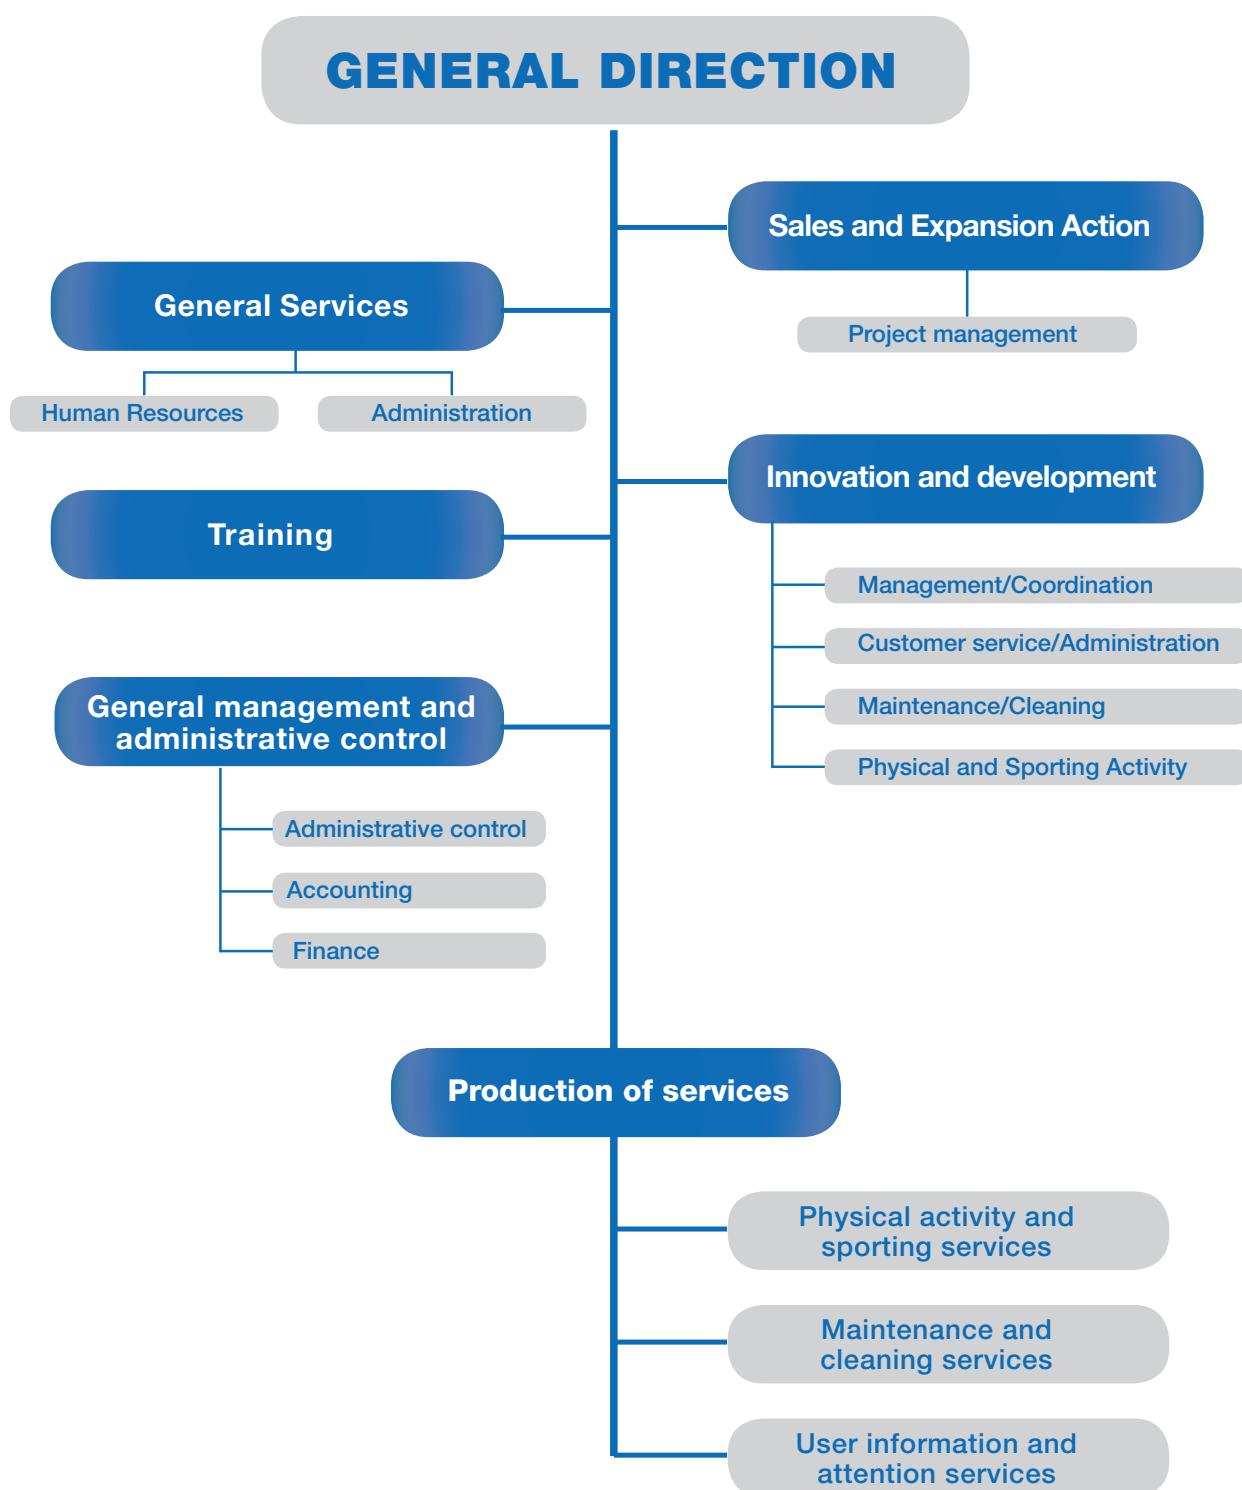 GENERAL DIRECTION
Sales and Expansion Action
General Services
Project management
Human Resources
Administration
Innovation and development
Training
Management/Coordination
Customer service/Administration
General management and
administrative control
Maintenance/Cleaning
Physical and Sporting Activity
Administrative control
Accounting
Finance
Production of services
Physical activity and
sporting services
Maintenance and
cleaning services
User information and
attention services